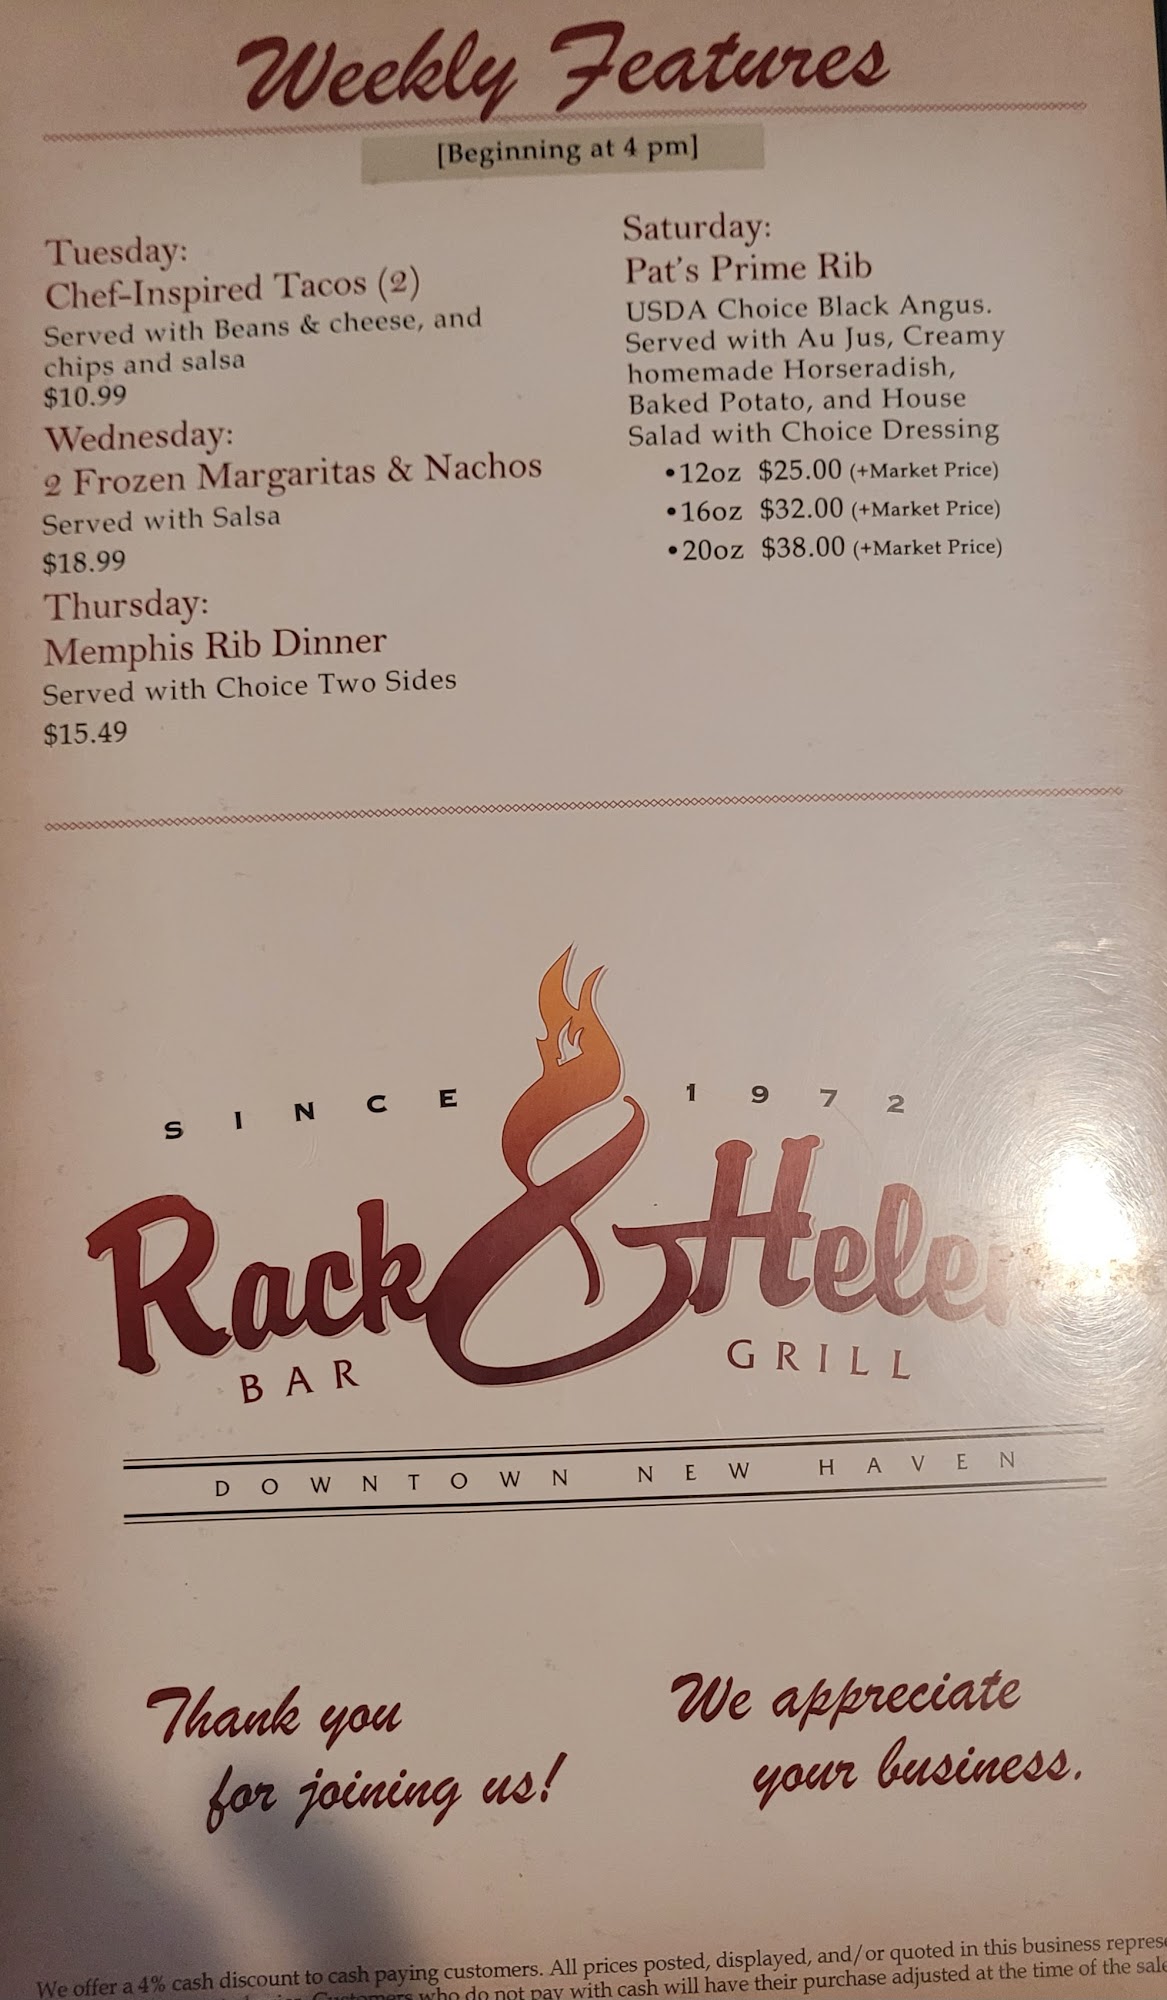 Weekly Features
[Beginning at 4 pm]
Tuesday:
Chef-Inspired Tacos (2)
Served with Beans & cheese, and
chips and salsa
$10.99
Wednesday:
2 Frozen Margaritas & Nachos
Served with Salsa
$18.99
Thursday:
Memphis Rib Dinner
Served with Choice Two Sides
$15.49
Saturday:
Pat's Prime Rib
USDA Choice Black Angus.
Served with Au Jus, Creamy
homemade Horseradish,
Baked Potato, and House
Salad with Choice Dressing
•12oz $25.00 (+Market Price)
•16oz $32.00 (+Market Price)
•20oz $38.00 (+Market Price)
SINCE 1972
Rack & Helen
BAR GRILL
DOWNTOWN NEW HAVEN
Thank you
for joining us!
We appreciate
your business.
We offer a 4% cash discount to cash paying customers. All prices posted, displayed, and/or quoted in this business
Customers who do not pay with cash will have their purchase adjusted at the time of the sale